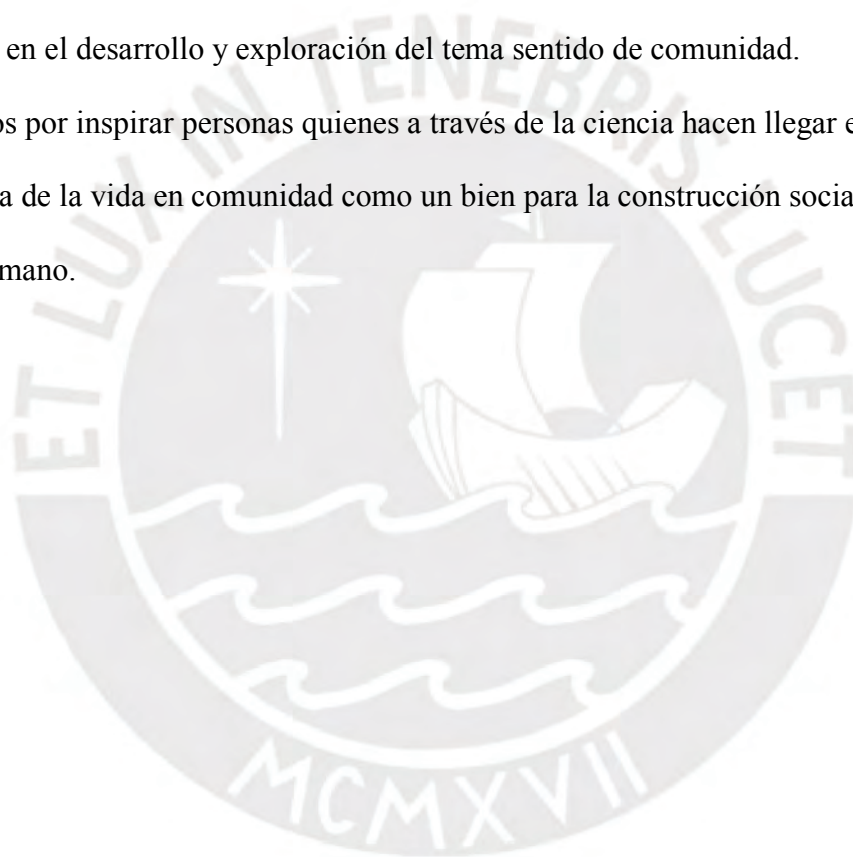 en el desarrollo y exploración del tema sentido de comunidad.
os por inspirar personas quienes a través de la ciencia hacen llegar e
a de la vida en comunidad como un bien para la construcción socia
mano.
ET LUX IN TENEBRIS LUCET
MCMXVII